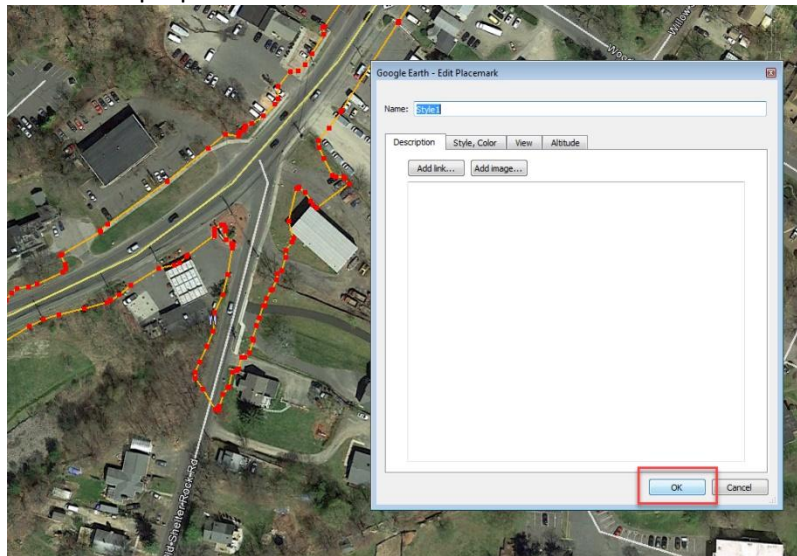 Google Earth - Edit Placemark
Name: Style1
Description Style, Color View Altitude
Add link... Add image...
OK Cancel